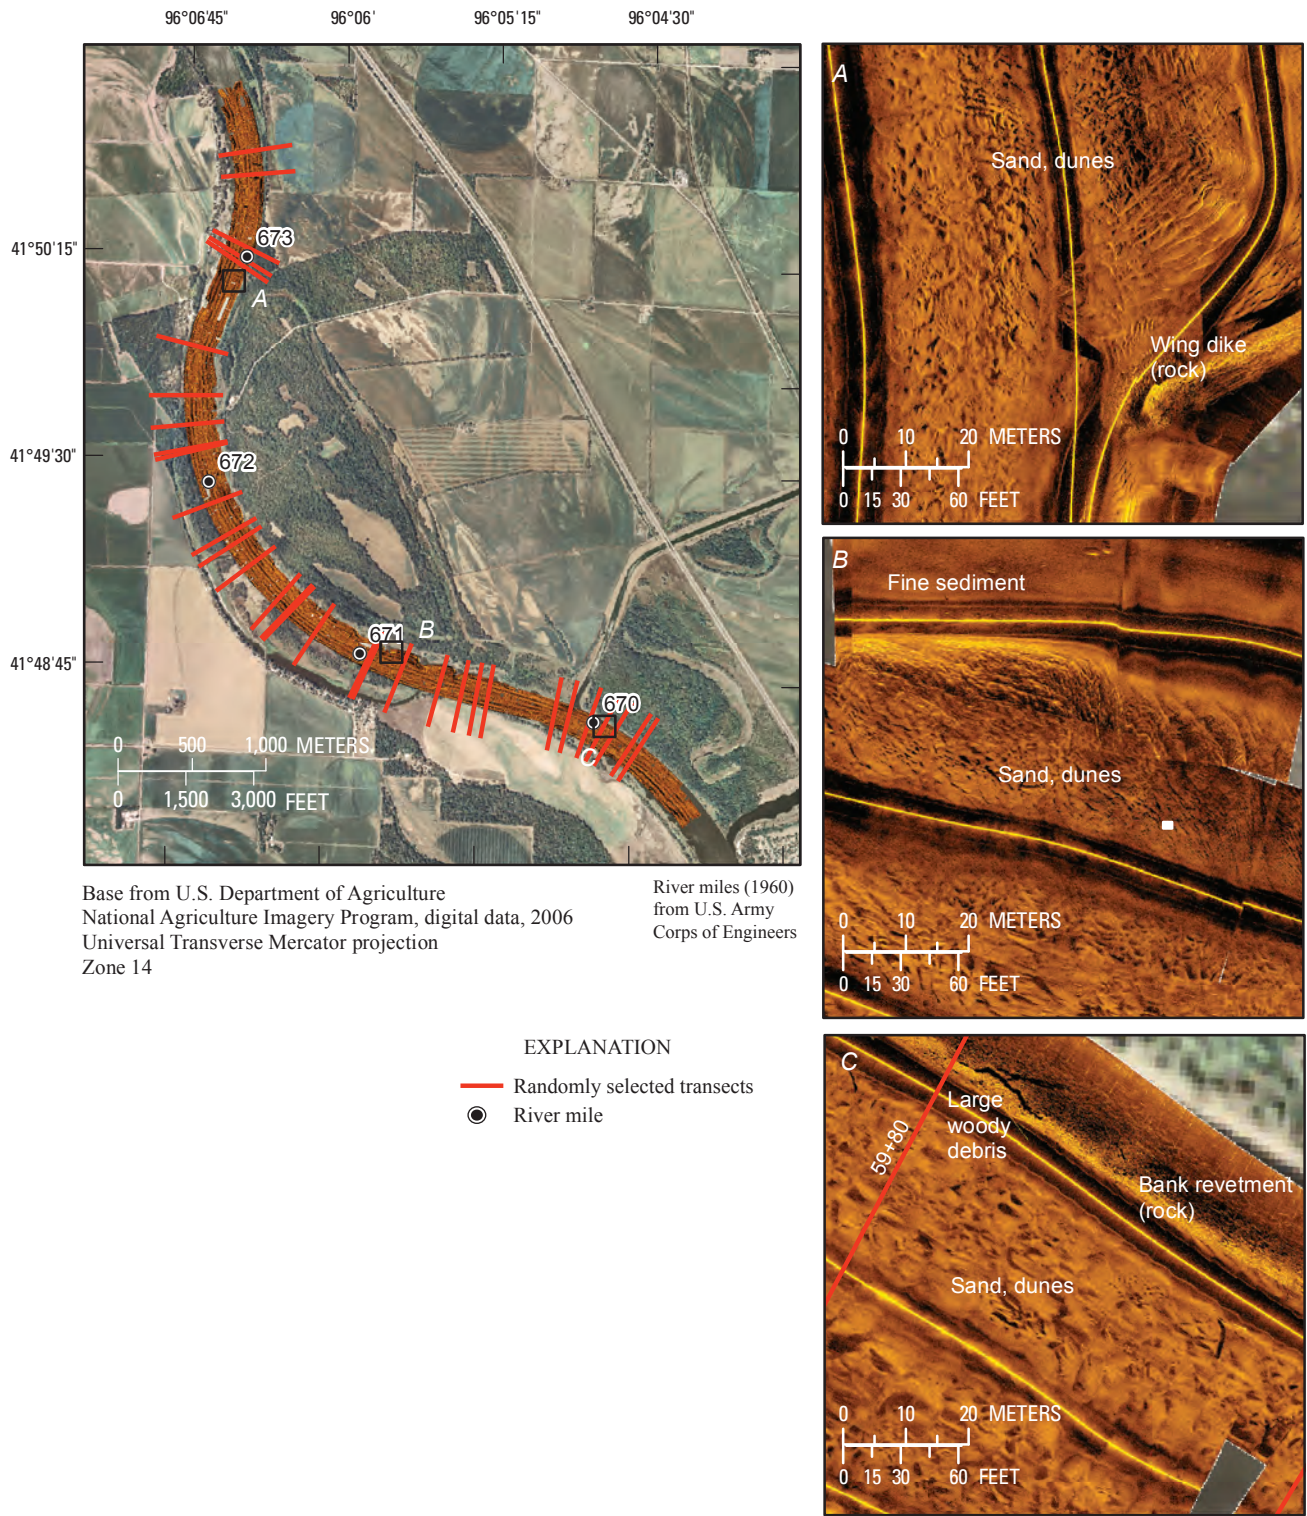 96°06'45" 96°06' 96°05'15" 96°04'30"
41°50'15"
41°49'30"
41°48'45"
673
A
672
671
B
670
C
0 500 1,000 METERS
0 1,500 3,000 FEET
Base from U.S. Department of Agriculture
National Agriculture Imagery Program, digital data, 2006
Universal Transverse Mercator projection
Zone 14
River miles (1960)
from U.S. Army
Corps of Engineers
EXPLANATION
Randomly selected transects
River mile
A
Sand, dunes
Wing dike
(rock)
0 10 20 METERS
0 15 30 60 FEET
B
Fine sediment
Sand, dunes
0 10 20 METERS
0 15 30 60 FEET
C
Large
woody
debris
59+80
Bank revetment
(rock)
Sand, dunes
0 10 20 METERS
0 15 30 60 FEET